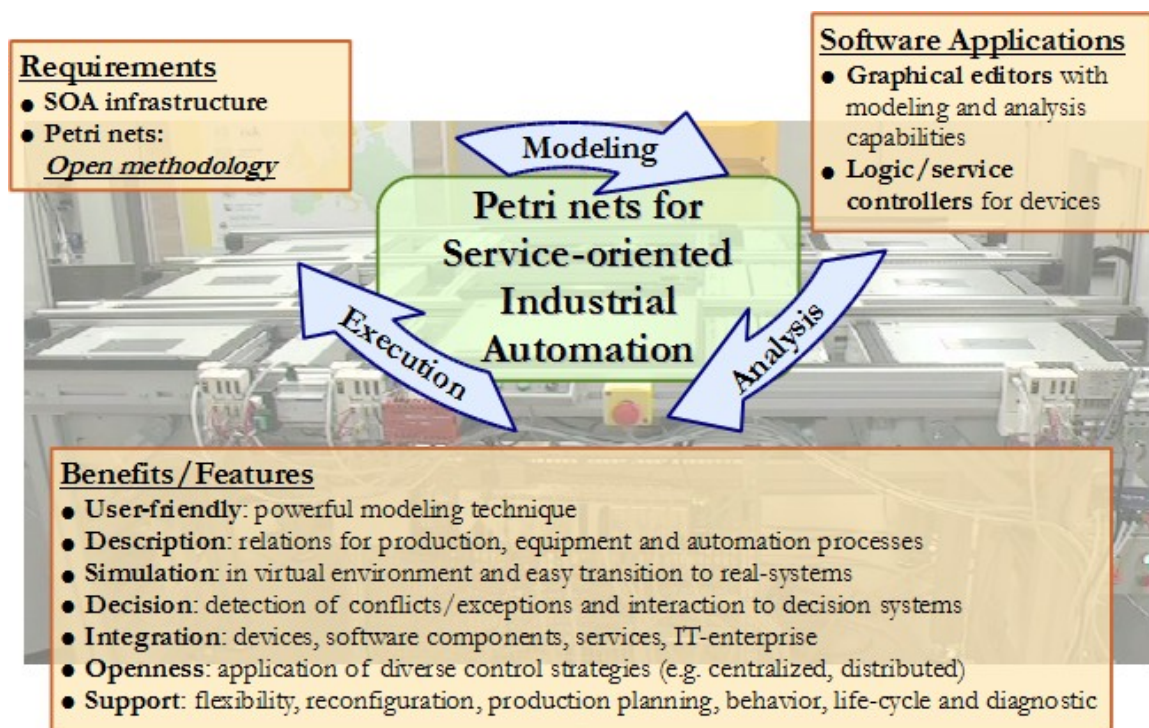 Requirements
● SOA infrastructure
● Petri nets:
Open methodology
Software Applications
● Graphical editors with
modeling and analysis
capabilities
● Logic/service
controllers for devices
Modeling
Petri nets for
Service-oriented
Industrial
Automation
Execution
Analysis
Benefits/Features
● User-friendly: powerful modeling technique
● Description: relations for production, equipment and automation processes
● Simulation: in virtual environment and easy transition to real-systems
● Decision: detection of conflicts/exceptions and interaction to decision systems
● Integration: devices, software components, services, IT-enterprise
● Openness: application of diverse control strategies (e.g. centralized, distributed)
● Support: flexibility, reconfiguration, production planning, behavior, life-cycle and diagnostic